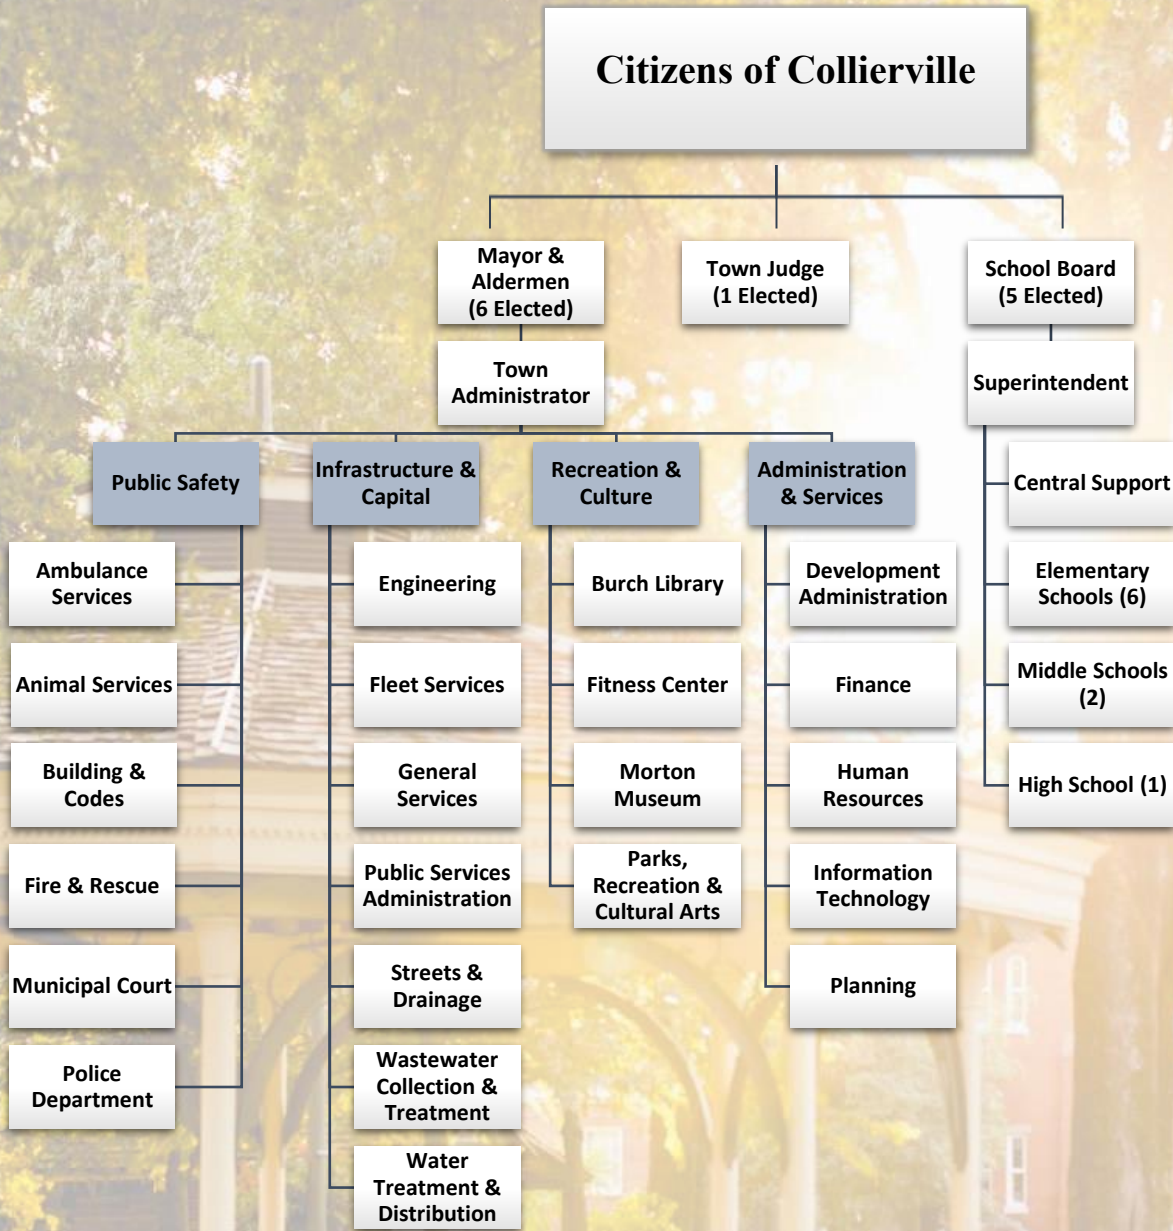 Citizens of Collierville
Mayor &
Aldermen
(6 Elected)
Town Judge
(1 Elected)
School Board
(5 Elected)
Town
Administrator
Superintendent
Public Safety
Infrastructure &
Capital
Recreation &
Culture
Administration
& Services
Ambulance
Services
Animal Services
Building &
Codes
Fire & Rescue
Municipal Court
Police
Department
Engineering
Fleet Services
General
Services
Public Services
Administration
Streets &
Drainage
Wastewater
Collection &
Treatment
Water
Treatment &
Distribution
Burch Library
Fitness Center
Morton
Museum
Parks,
Recreation &
Cultural Arts
Development
Administration
Finance
Human
Resources
Information
Technology
Planning
Central Support
Elementary
Schools (6)
Middle Schools
(2)
High School (1)